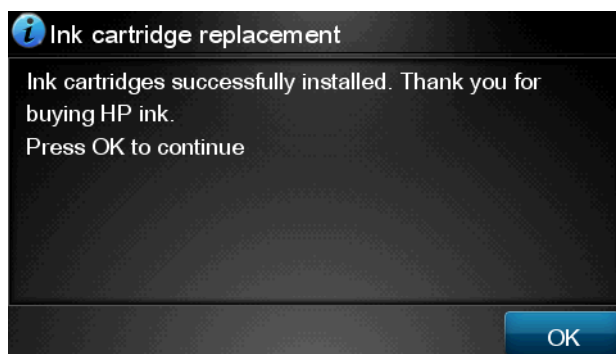 Ink cartridge replacement
Ink cartridges successfully installed. Thank you for
buying HP ink.
Press OK to continue
OK